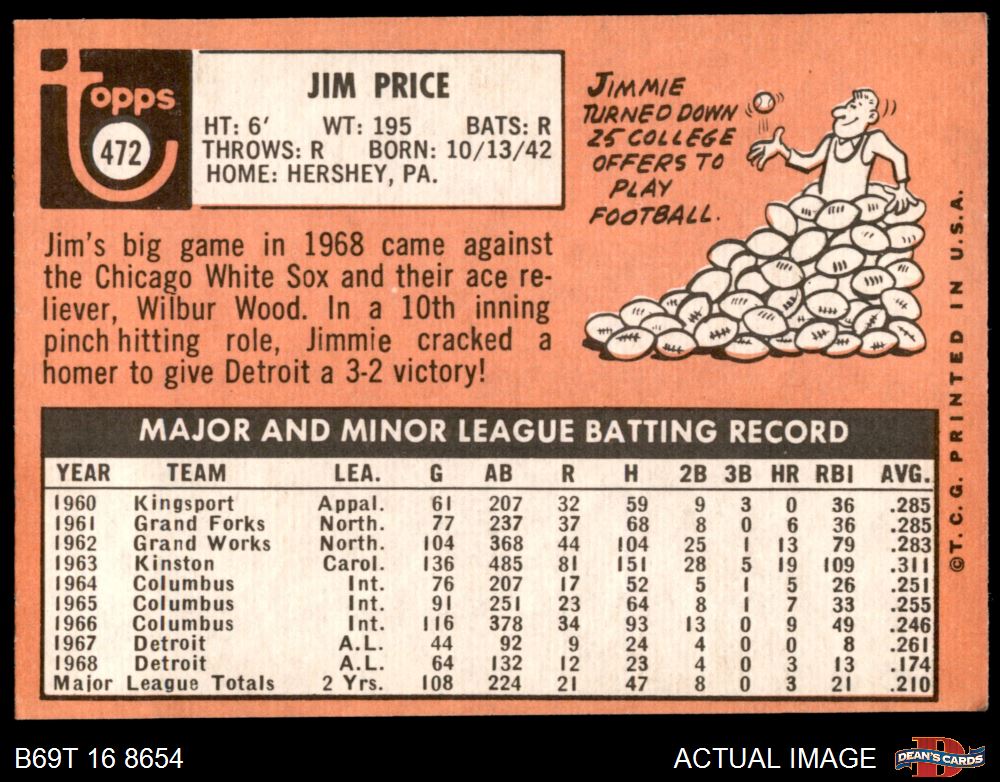 Topps
472
JIM PRICE
HT: 6' WT: 195 BATS: R
THROWS: R BORN: 10/13/42
HOME: HERSHEY, PA.
JIMMIE
TURNED DOWN
25 COLLEGE
OFFERS TO
PLAY
FOOTBALL.
Jim's big game in 1968 came against
the Chicago White Sox and their ace re-
liever, Wilbur Wood. In a 10th inning
pinch hitting role, Jimmie cracked a
homer to give Detroit a 3-2 victory!
MAJOR AND MINOR LEAGUE BATTING RECORD
YEAR TEAM LEA. G AB R H 2B 3B HR RBI AVG.
1960 Kingsport Appal. 61 207 32 59 9 3 0 36 .285
1961 Grand Forks North. 77 237 37 68 8 0 6 36 .285
1962 Grand Works North. 104 368 44 104 25 1 13 79 .283
1963 Kinston Carol. 136 485 81 151 28 5 19 109 .311
1964 Columbus Int. 76 207 17 52 5 1 5 26 .251
1965 Columbus Int. 91 251 23 64 8 1 7 33 .255
1966 Columbus Int. 116 378 34 93 13 0 9 49 .246
1967 Detroit A.L. 44 92 9 24 4 0 0 8 .261
1968 Detroit A.L. 64 132 12 23 4 0 3 13 .174
Major League Totals 2 Yrs. 108 224 21 47 8 0 3 21 .210
©T. C. G. PRINTED IN U.S.A.
B69T 16 8654
ACTUAL IMAGE
D
DEAN'S CARDS